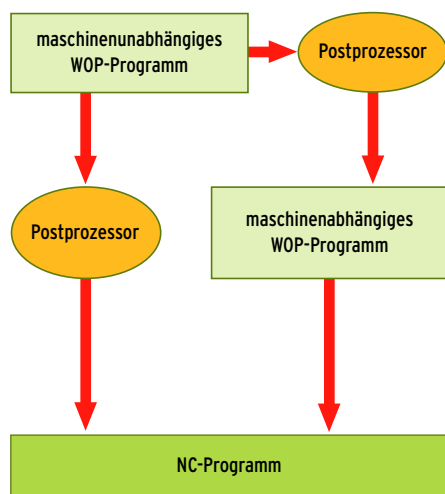 maschinenunabhängiges
WOP-Programm
Postprozessor
Postprozessor
maschinenabhängiges
WOP-Programm
NC-Programm